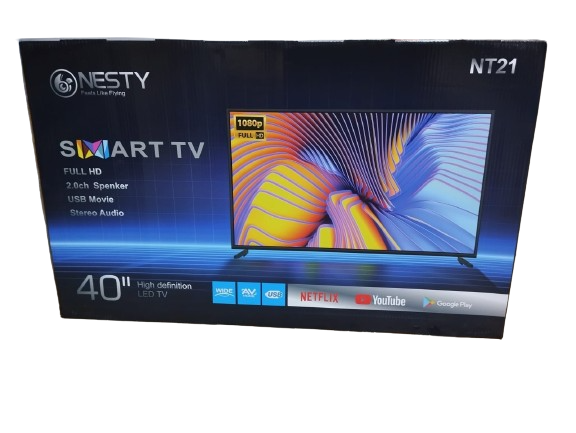 NESTY
Feels Like Flying
NT21
SMART TV
FULL HD
2.0ch Spenker
USB Movie
Stereo Audio
1080p
FULL HD
40" High definition
LED TV
WIDE
AV
USB
NETFLIX
YouTube
Google Play